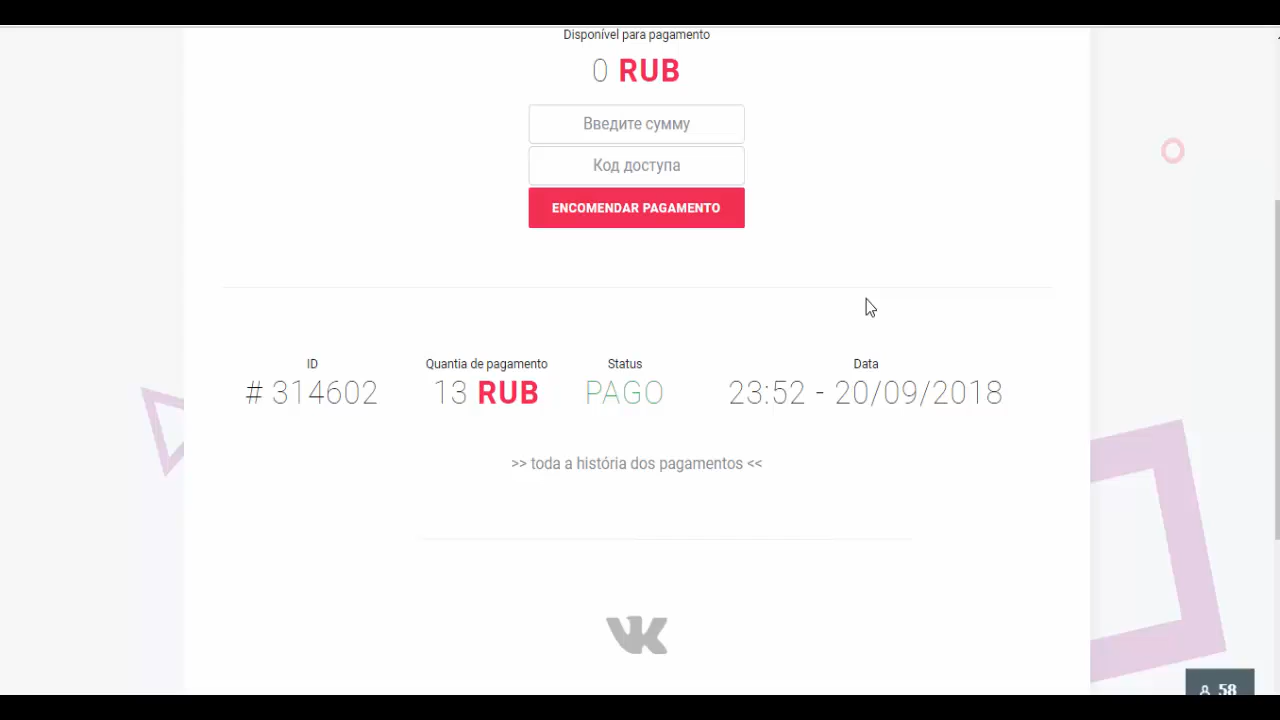 Disponível para pagamento
0 RUB
Введите сумму
Код доступа
ENCOMENDAR PAGAMENTO
ID Quantia de pagamento Status Data
# 314602 13 RUB PAGO 23:52 - 20/09/2018
>> toda a história dos pagamentos <<
VK
58